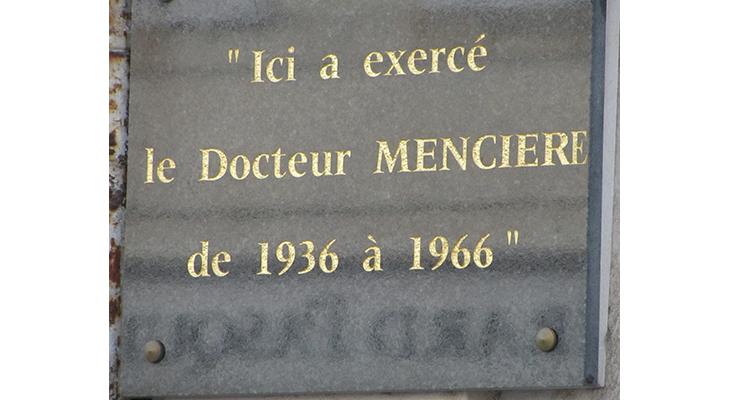 "Ici a exercé
le Docteur MENCIERE
de 1936 à 1966"